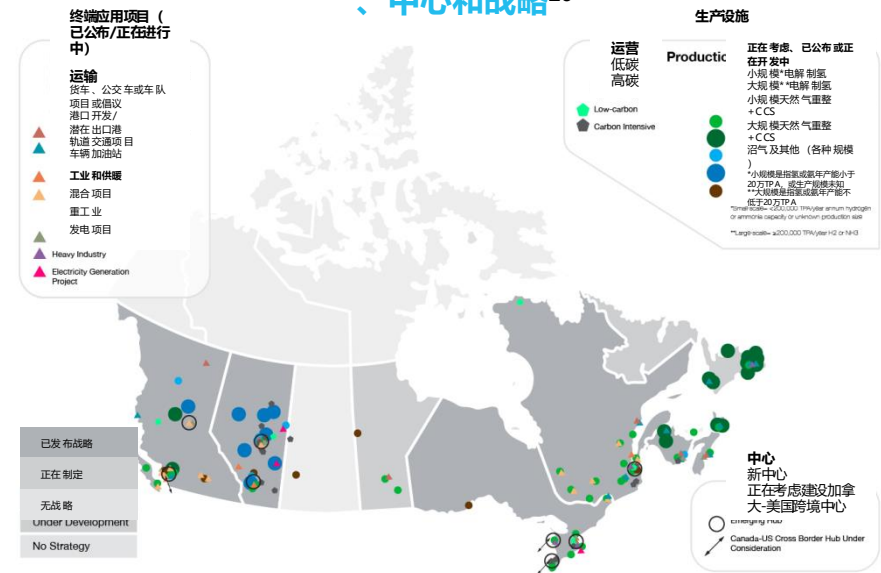 、中心和战略
终端应用项目（
已公布/正在进行
中）
运输
货车、公交车或车队
项目或倡议
港口开发/
潜在出口港
轨道交通项目
车辆加油站
工业和供暖
混合项目
重工业
发电项目
Heavy Industry
Electricity Generation
Project
生产设施
运营
低碳
高碳
Low-carbon
Carbon Intensive
正在考虑、已公布或正
在开发中
小规模*电解制氢
大规模**电解制氢
小规模天然气重整
+CCS
大规模天然气重整
+CCS
沼气及其他（各种规模
）
*小规模是指氢或氨年产能小于
20万TPA，或生产规模未知
**大规模是指氢或氨年产能不
低于20万TPA
or ammonia capacity or unknown production size
已发布战略
正在制定
无战略
Under Development
No Strategy
中心
新中心
正在考虑建设加拿
大-美国跨境中心
Emerging Hub
Canada-US Cross Border Hub Under
Consideration